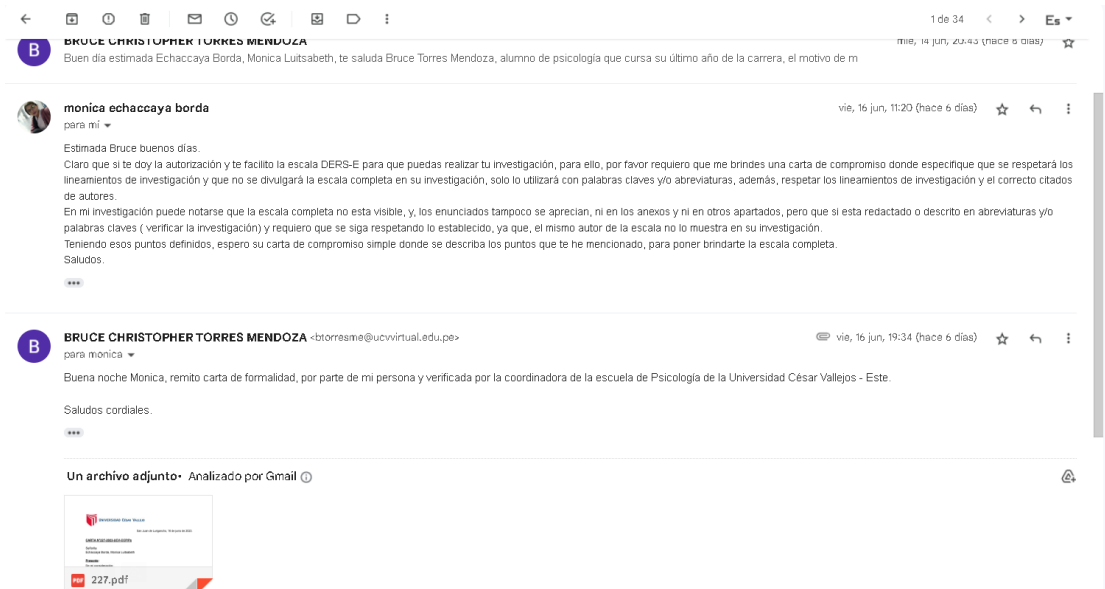 1 de 34
Es
BRUCE CHRISTOPHER TORRES MENDOZA
mié, 14 jun, 20:43 (hace 8 días)
Buen día estimada Echaccaya Borda, Monica Luitsabeth, te saluda Bruce Torres Mendoza, alumno de psicología que cursa su último año de la carrera, el motivo de m
monica echaccaya borda
vie, 16 jun, 11:20 (hace 6 días)
para mí
Estimada Bruce buenos días.
Claro que si te doy la autorización y te facilito la escala DERS-E para que puedas realizar tu investigación, para ello, por favor requiero que me brindes una carta de compromiso donde especifique que se respetará los
lineamientos de investigación y que no se divulgará la escala completa en su investigación, solo lo utilizará con palabras claves y/o abreviaturas, además, respetar los lineamientos de investigación y el correcto citados
de autores.
En mi investigación puede notarse que la escala completa no esta visible, y, los enunciados tampoco se aprecian, ni en los anexos y ni en otros apartados, pero que si esta redactado o descrito en abreviaturas y/o
palabras claves ( verificar la investigación) y requiero que se siga respetando lo establecido, ya que, el mismo autor de la escala no lo muestra en su investigación.
Teniendo esos puntos definidos, espero su carta de compromiso simple donde se describa los puntos que te he mencionado, para poner brindarte la escala completa.
Saludos.
B
BRUCE CHRISTOPHER TORRES MENDOZA <btorresme@ucvvirtual.edu.pe>
vie, 16 jun, 19:34 (hace 6 días)
para monica
Buena noche Monica, remito carta de formalidad, por parte de mi persona y verificada por la coordinadora de la escuela de Psicología de la Universidad César Vallejos - Este.
Saludos cordiales.
Un archivo adjunto• Analizado por Gmail
UNIVERSIDAD CÉSAR VALLEJO
PDF 227.pdf